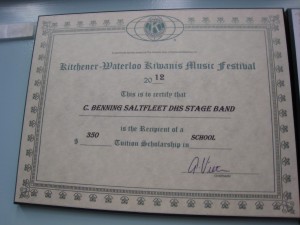 Kitchener-Waterloo Kiwanis Music Festival
2012
This is to certify that
C. BENNING SALTFLEET DHS STAGE BAND
is the Recipient of a
$ 350 Tuition Scholarship in SCHOOL